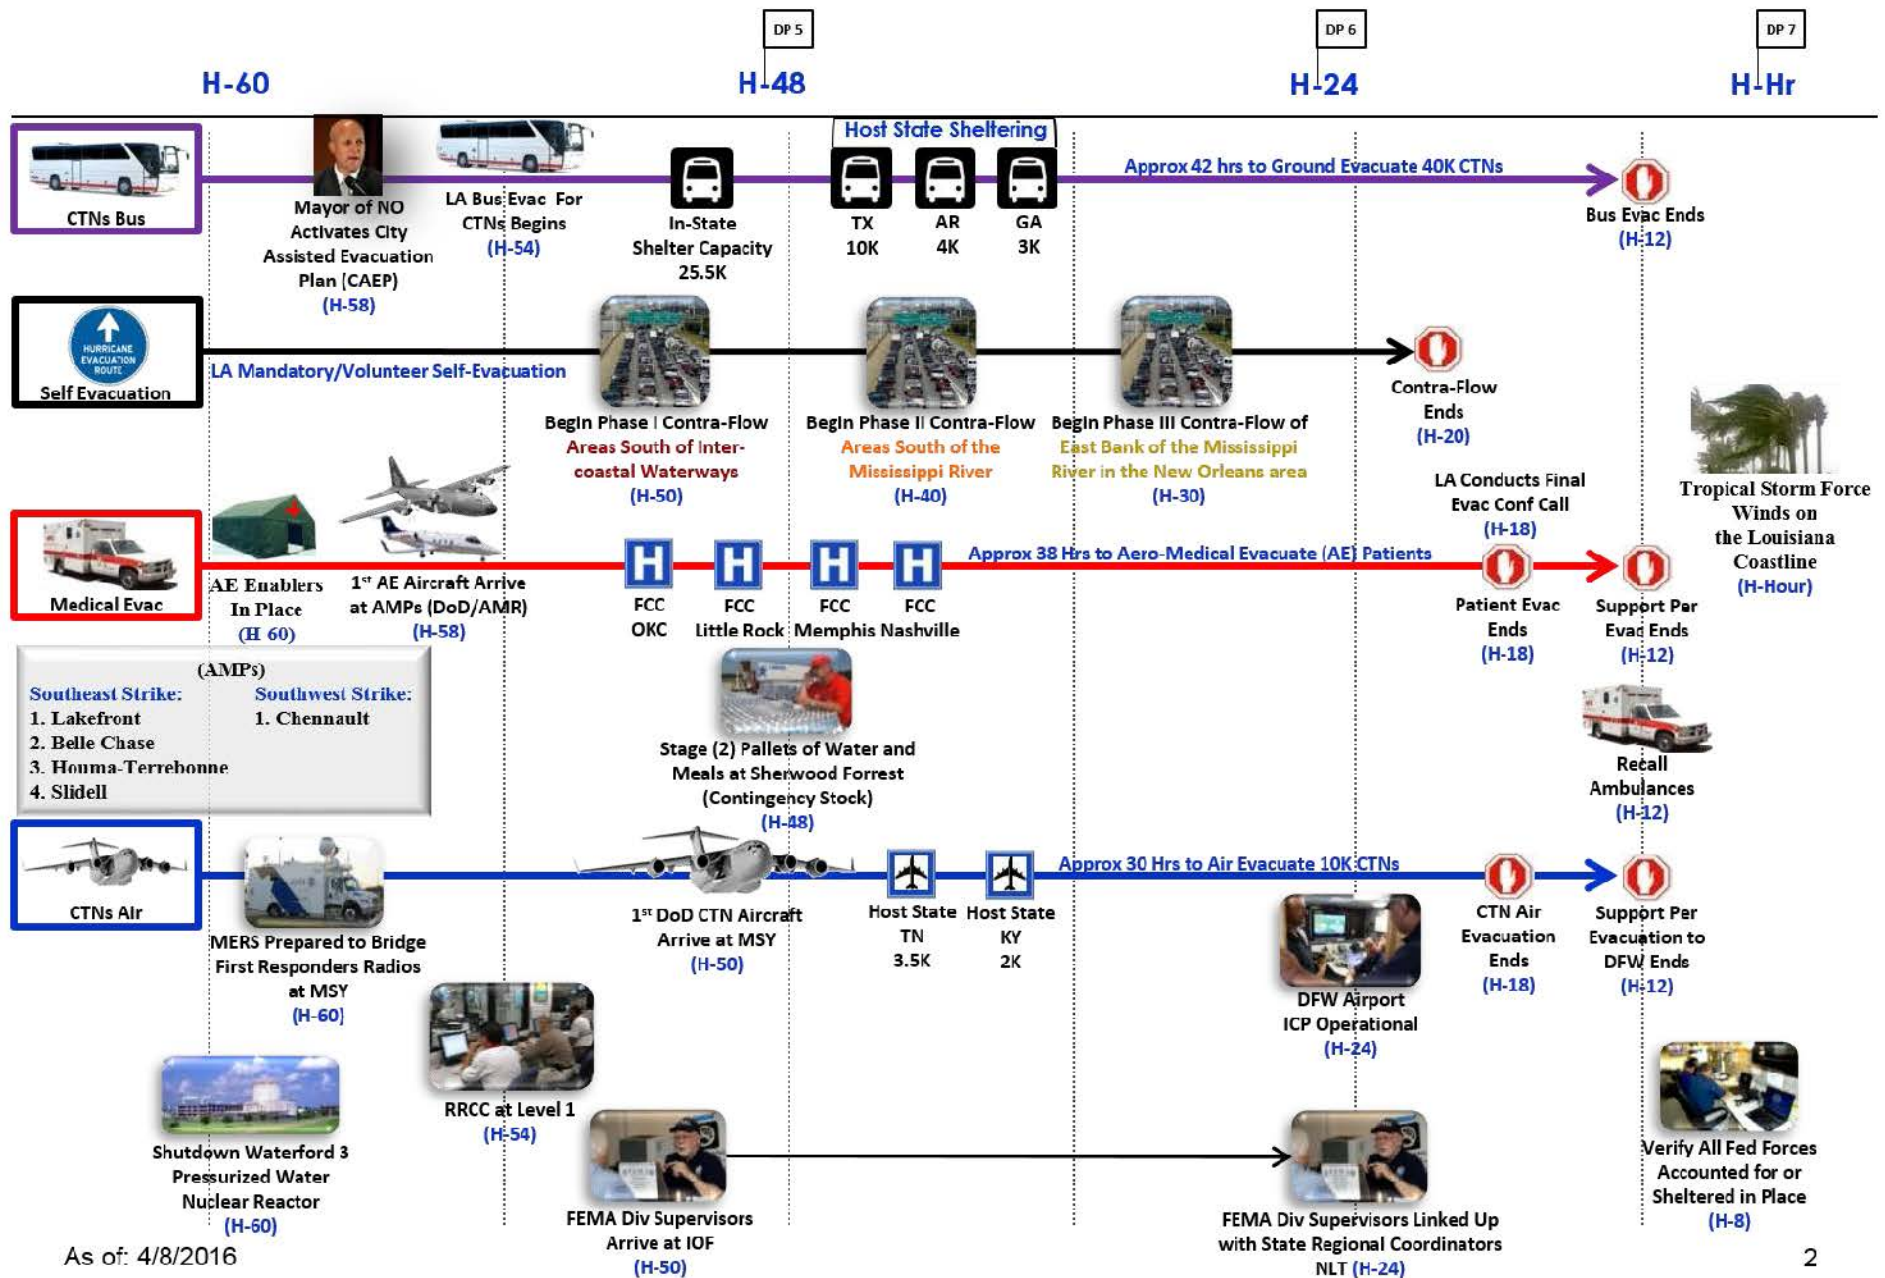 DP 5
DP 6
DP 7
H-60
H-48
H-24
H-Hr
CTNs Bus
Mayor of NO
Activates City
Assisted Evacuation
Plan (CAEP)
(H-58)
LA Bus Evac For
CTNs Begins
(H-54)
In-State
Shelter Capacity
25.5K
Host State Sheltering
TX
10K
AR
4K
GA
3K
Approx 42 hrs to Ground Evacuate 40K CTNs
Bus Evac Ends
(H-12)
HURRICANE
EVACUATION
ROUTE
Self Evacuation
LA Mandatory/Volunteer Self-Evacuation
Begin Phase I Contra-Flow
Areas South of Inter-
coastal Waterways
(H-50)
Begin Phase II Contra-Flow
Areas South of the
Mississippi River
(H-40)
Begin Phase III Contra-Flow of
East Bank of the Mississippi
River in the New Orleans area
(H-30)
Contra-Flow
Ends
(H-20)
Tropical Storm Force
Winds on
the Louisiana
Coastline
(H-Hour)
Medical Evac
AE Enablers
In Place
(H 60)
1st AE Aircraft Arrive
at AMPs (DoD/AMR)
(H-58)
H
FCC
OKC
H
FCC
Little Rock
H
FCC
Memphis
H
FCC
Nashville
Approx 38 Hrs to Aero-Medical Evacuate (AE) Patients
LA Conducts Final
Evac Conf Call
(H-18)
Patient Evac
Ends
(H-18)
Support Per
Evac Ends
(H-12)
(AMPs)
Southeast Strike:
1. Lakefront
2. Belle Chase
3. Houma-Terrebonne
4. Slidell
Southwest Strike:
1. Chennault
Stage (2) Pallets of Water and
Meals at Sherwood Forrest
(Contingency Stock)
(H-48)
Recall
Ambulances
(H-12)
CTNs Air
MERS Prepared to Bridge
First Responders Radios
at MSY
(H-60)
1st DoD CTN Aircraft
Arrive at MSY
(H-50)
Host State
TN
3.5K
Host State
KY
2K
Approx 30 Hrs to Air Evacuate 10K CTNs
DFW Airport
ICP Operational
(H-24)
CTN Air
Evacuation
Ends
(H-18)
Support Per
Evacuation to
DFW Ends
(H-12)
Shutdown Waterford 3
Pressurized Water
Nuclear Reactor
(H-60)
RRCC at Level 1
(H-54)
FEMA Div Supervisors
Arrive at IOF
(H-50)
FEMA Div Supervisors Linked Up
with State Regional Coordinators
NLT (H-24)
Verify All Fed Forces
Accounted for or
Sheltered in Place
(H-8)
As of: 4/8/2016
2